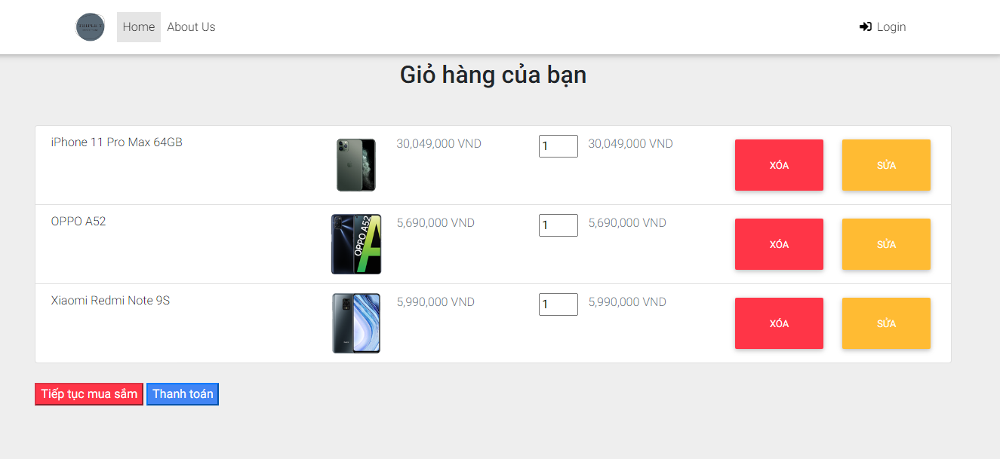 TRIPLE T
Home
About Us
Login
Giỏ hàng của bạn
iPhone 11 Pro Max 64GB
30,049,000 VND
1
30,049,000 VND
XÓA
SỬA
OPPO A52
OPPO A52
5,690,000 VND
1
5,690,000 VND
XÓA
SỬA
Xiaomi Redmi Note 9S
5,990,000 VND
1
5,990,000 VND
XÓA
SỬA
Tiếp tục mua sắm
Thanh toán